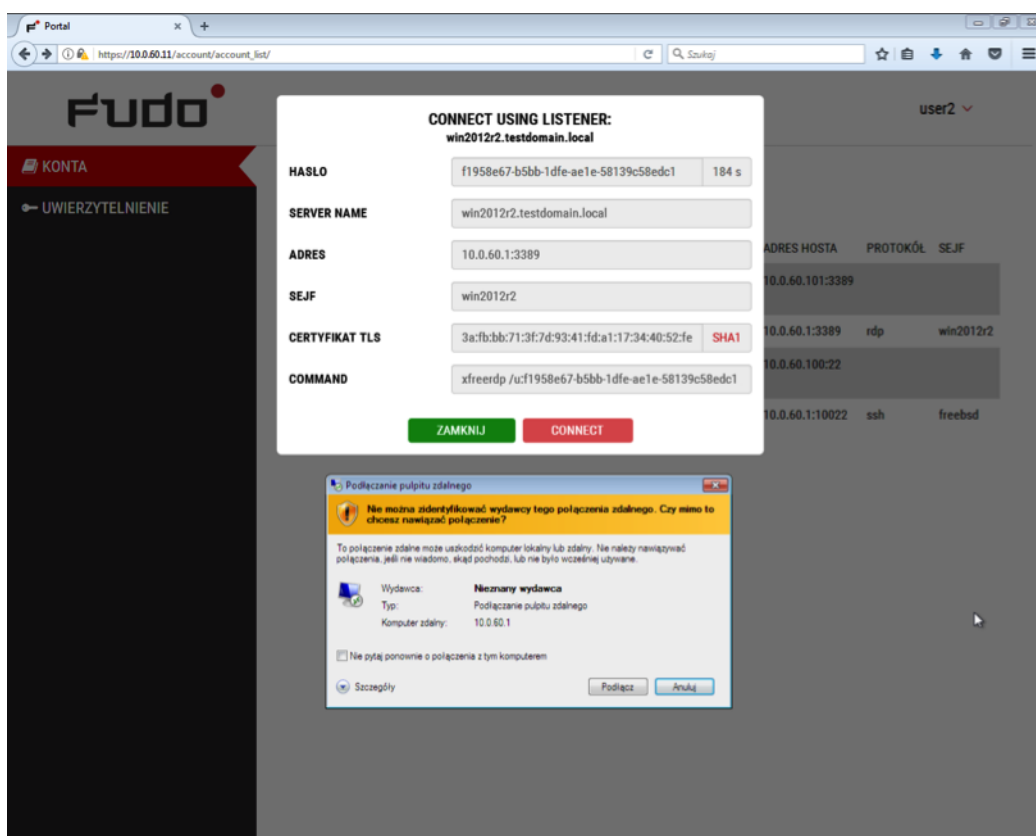 Portal
https://10.0.60.11/account/account_list/
Szukaj
FUDO
user2
KONTA
UWIERZYTELNIENIE
CONNECT USING LISTENER:
win2012r2.testdomain.local
HASŁO
f1958e67-b5bb-1dfe-ae1e-58139c58edc1
184 s
SERVER NAME
win2012r2.testdomain.local
ADRES
10.0.60.1:3389
SEJF
win2012r2
CERTYFIKAT TLS
3a:fb:bb:71:3f:7d:93:41:fd:a1:17:34:40:52:fe
SHA1
COMMAND
xfreerdp /u:f1958e67-b5bb-1dfe-ae1e-58139c58edc1
ZAMKNIJ
CONNECT
ADRES HOSTA PROTOKÓŁ SEJF
10.0.60.101:3389
10.0.60.1:3389 rdp win2012r2
10.0.60.100:22
10.0.60.1:10022 ssh freebsd
Podłączanie pulpitu zdalnego
Nie można zidentyfikować wydawcy tego połączenia zdalnego. Czy mimo to
chcesz nawiązać połączenie?
To połączenie zdalne może uszkodzić komputer lokalny lub zdalny. Nie należy nawiązywać
połączenia, jeśli nie wiadomo, skąd pochodzi, lub nie było wcześniej używane.
Wydawca: Nieznany wydawca
Typ: Podłączanie pulpitu zdalnego
Komputer zdalny: 10.0.60.1
Nie pytaj ponownie o połączenia z tym komputerem
Szczegóły
Podłącz
Anuluj